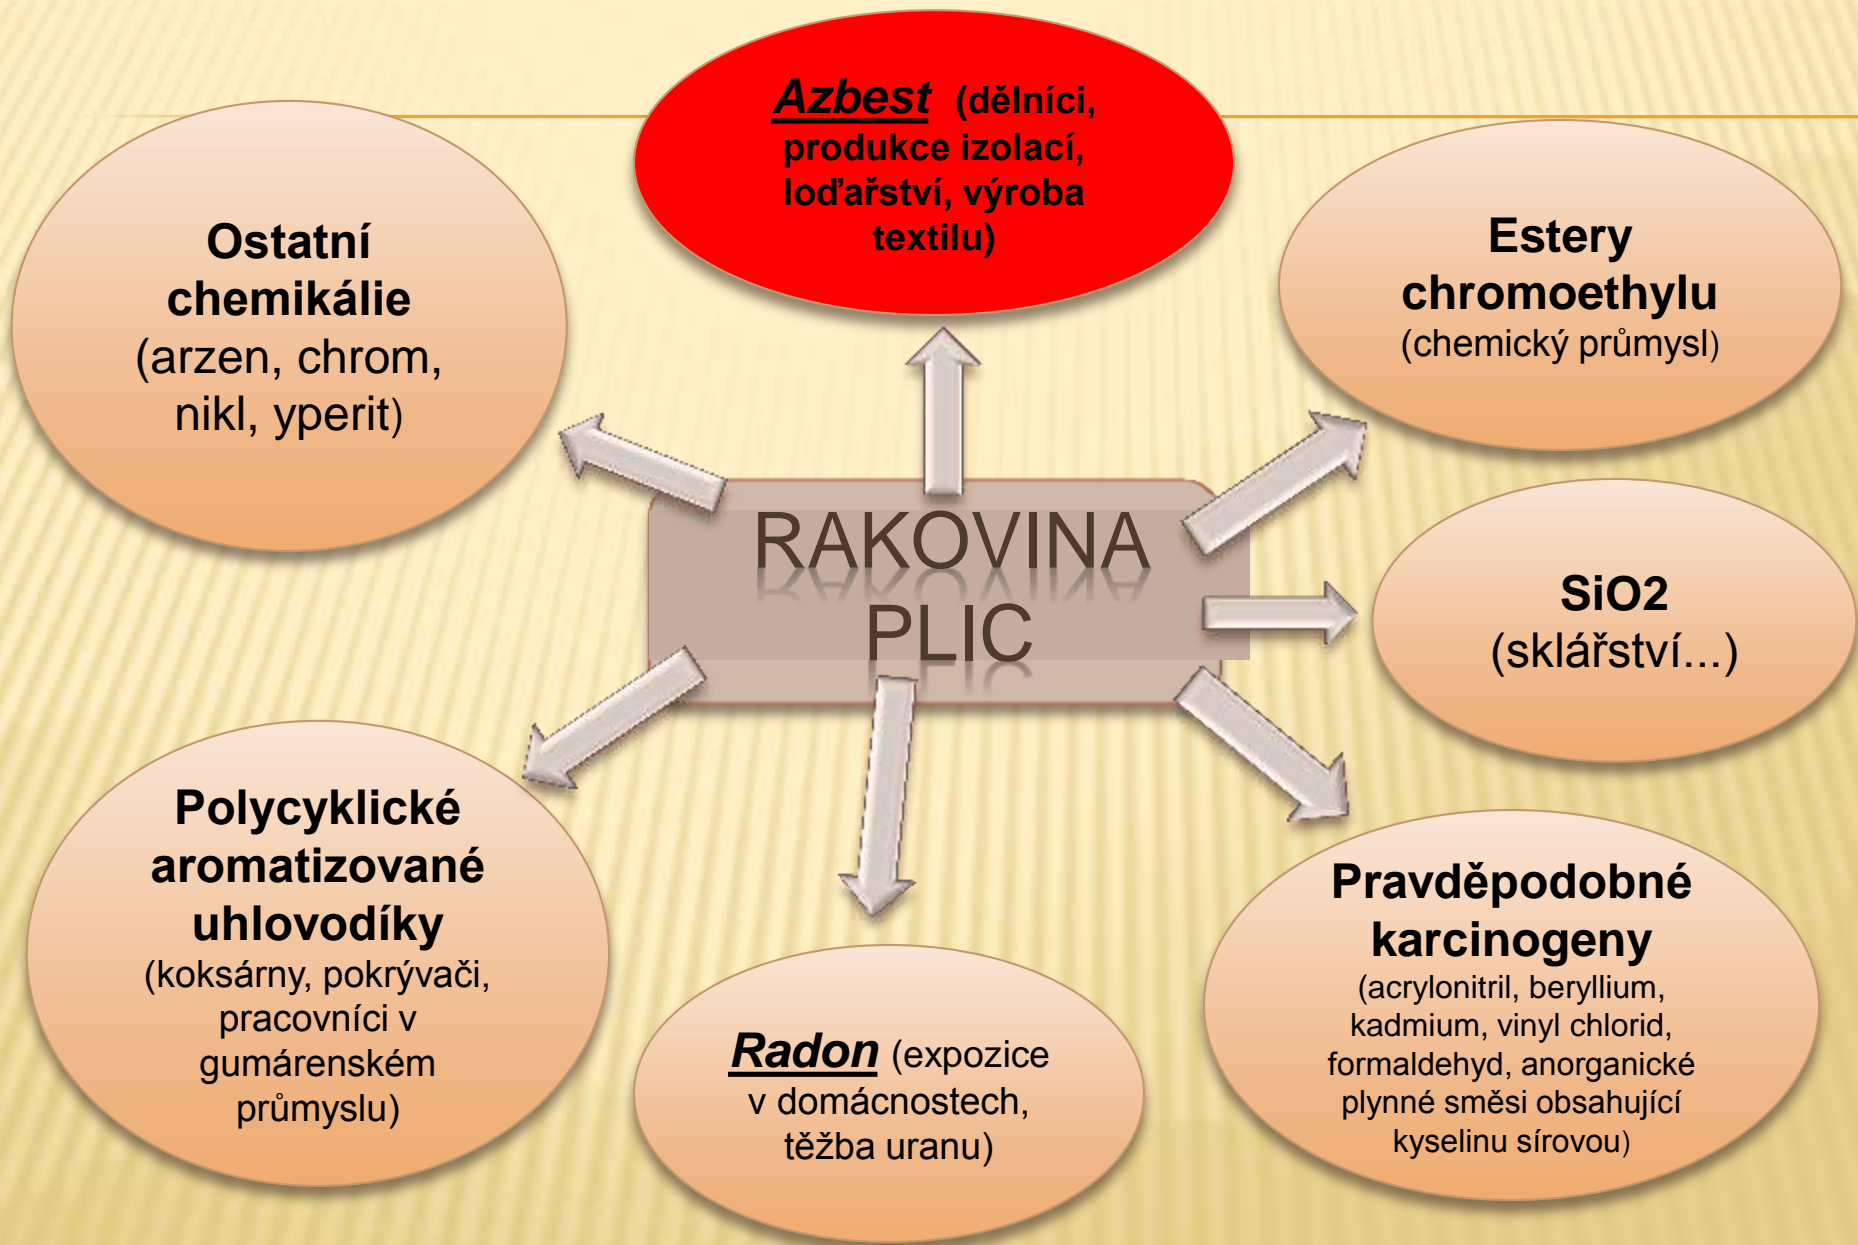 Azbest (dělníci,
produkce izolací,
loďařství, výroba
textilu)
Ostatní
chemikálie
(arzen, chrom,
nikl, yperit)
Estery
chromoethylu
(chemický průmysl)
RAKOVINA
PLIC
SiO2
(sklářství...)
Polycyklické
aromatizované
uhlovodíky
(koksárny, pokrývači,
pracovníci v
gumárenském
průmyslu)
Radon (expozice
v domácnostech,
těžba uranu)
Pravděpodobné
karcinogeny
(acrylonitril, beryllium,
kadmium, vinyl chlorid,
formaldehyd, anorganické
plynné směsi obsahující
kyselinu sírovou)